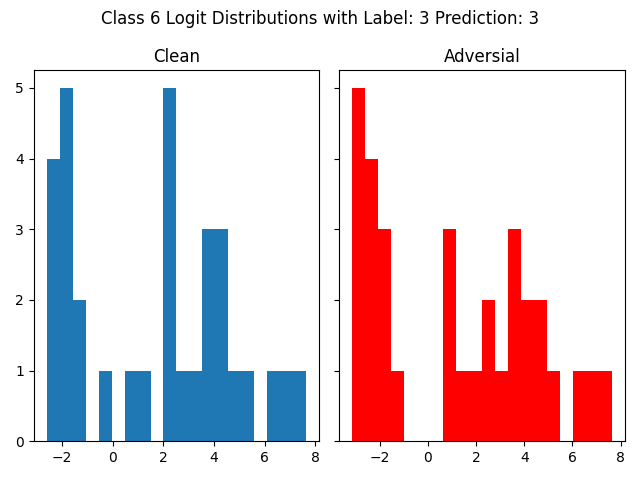 Class 6 Logit Distributions with Label: 3 Prediction: 3
Clean
Adversial
5
4
3
2
1
0
−2 0 2 4 6 8
−2 0 2 4 6 8